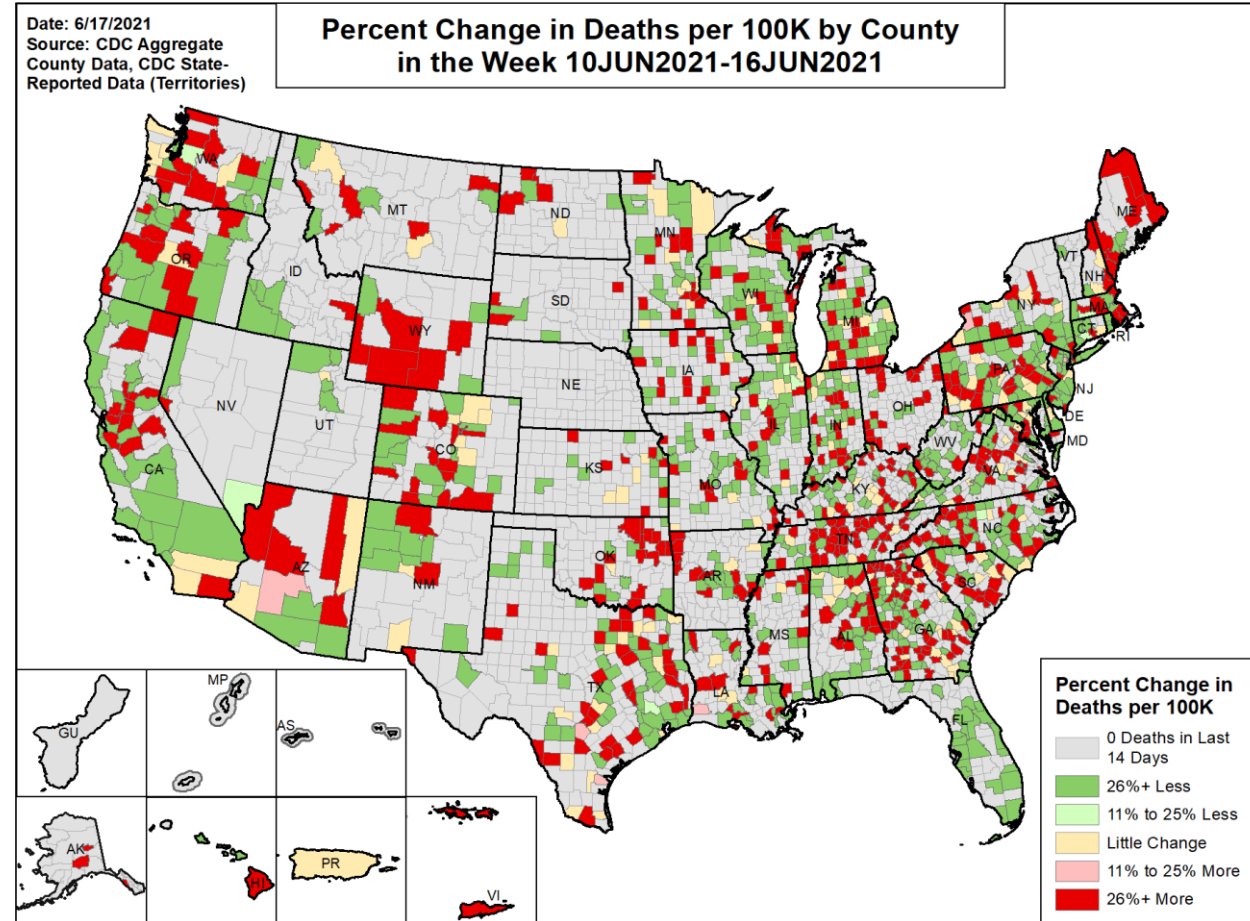 Date: 6/17/2021
Source: CDC Aggregate
County Data, CDC State-
Reported Data (Territories)
Percent Change in Deaths per 100K by County
in the Week 10JUN2021-16JUN2021
WA
MT
ND
MN
ME
OR
ID
SD
WI
MI
VT
NH
NY
MA
CT
RI
WY
IA
NE
PA
NJ
NV
UT
CO
IL
IN
OH
DE
WV
MD
CA
KS
MO
KY
VA
AZ
NM
OK
AR
TN
NC
SC
TX
LA
MS
AL
GA
FL
GU
MP
AS
AK
HI
PR
VI
Percent Change in
Deaths per 100K
0 Deaths in Last
14 Days
26%+ Less
11% to 25% Less
Little Change
11% to 25% More
26%+ More